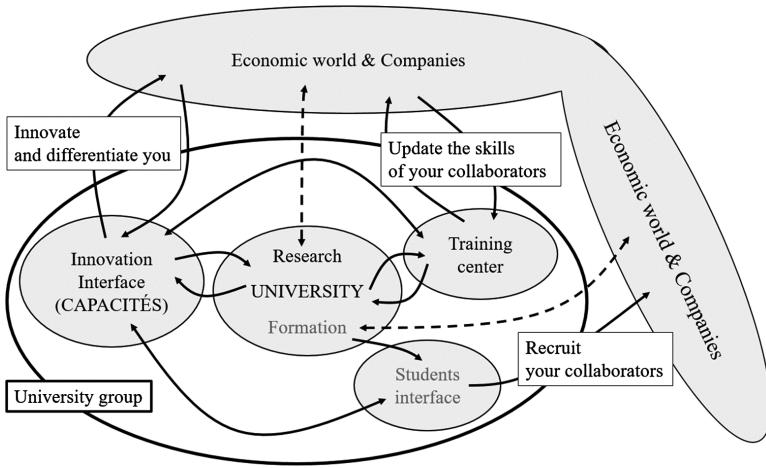 Economic world & Companies
Innovate
and differentiate you
Update the skills
of your collaborators
Economic world & Companies
Innovation
Interface
(CAPACITÉS)
Research
UNIVERSITY
Formation
Training
center
Students
interface
Recruit
your collaborators
University group